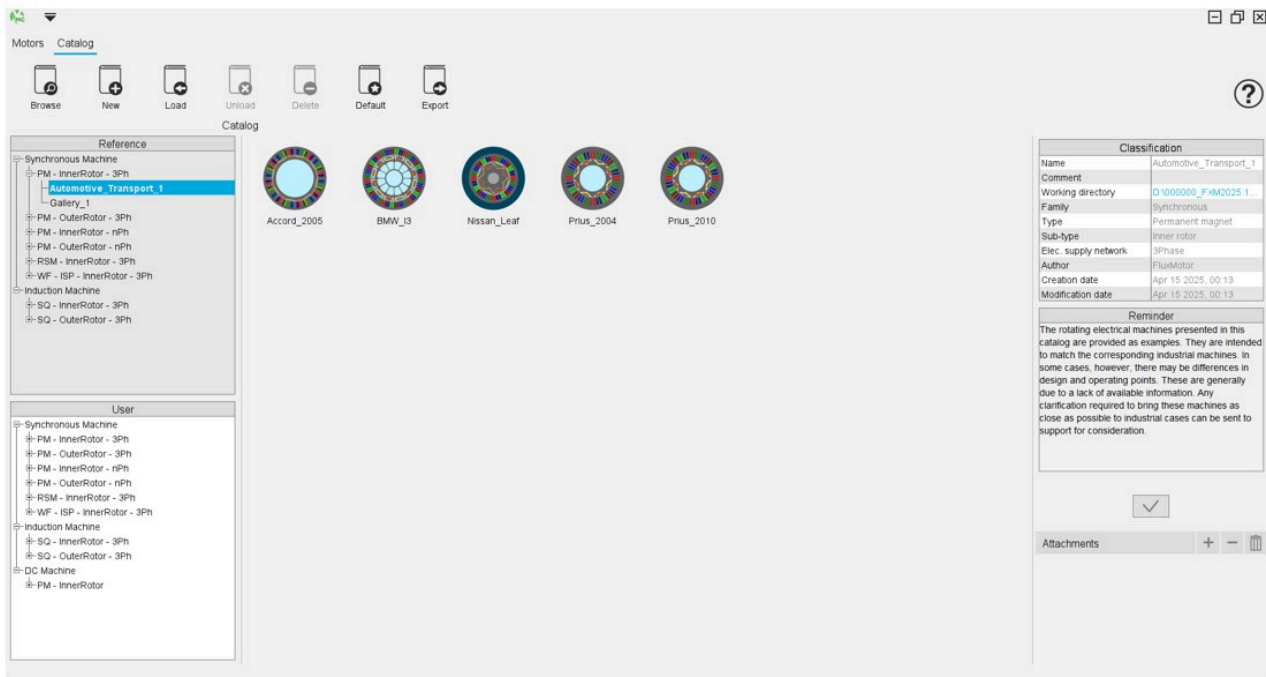 Motors Catalog
Browse New Load Unload Delete Default Export
Catalog
Reference
Synchronous Machine
PM - InnerRotor - 3Ph
Automotive_Transport_1
Gallery_1
PM - OuterRotor - 3Ph
PM - InnerRotor - nPh
PM - OuterRotor - nPh
RSM - InnerRotor - 3Ph
WF - ISP - InnerRotor - 3Ph
Induction Machine
SQ - InnerRotor - 3Ph
SQ - OuterRotor - 3Ph
User
Synchronous Machine
PM - InnerRotor - 3Ph
PM - OuterRotor - 3Ph
PM - InnerRotor - nPh
PM - OuterRotor - nPh
RSM - InnerRotor - 3Ph
WF - ISP - InnerRotor - 3Ph
Induction Machine
SQ - InnerRotor - 3Ph
SQ - OuterRotor - 3Ph
DC Machine
PM - InnerRotor
Accord_2005 BMW_I3 Nissan_Leaf Prius_2004 Prius_2010
?
Classification
Name Automotive_Transport_1
Comment
Working directory D:\000000_FXM2025.1...
Family Synchronous
Type Permanent magnet
Sub-type Inner rotor
Elec. supply network 3Phase
Author FluxMotor
Creation date Apr 15 2025, 00:13
Modification date Apr 15 2025, 00:13
Reminder
The rotating electrical machines presented in this
catalog are provided as examples. They are intended
to match the corresponding industrial machines. In
some cases, however, there may be differences in
design and operating points. These are generally
due to a lack of available information. Any
clarification required to bring these machines as
close as possible to industrial cases can be sent to
support for consideration.
Attachments